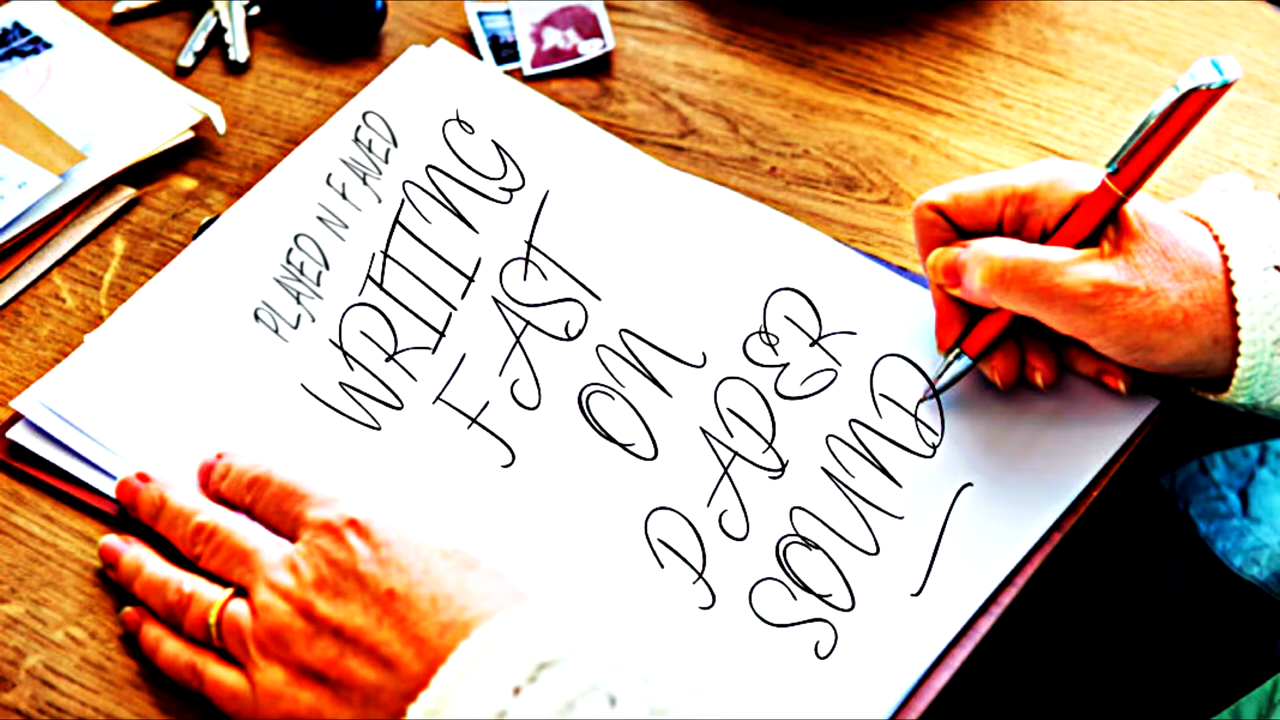 PLAYED N FAVED
WRITING
FAST
ON
PAPER
SOUND